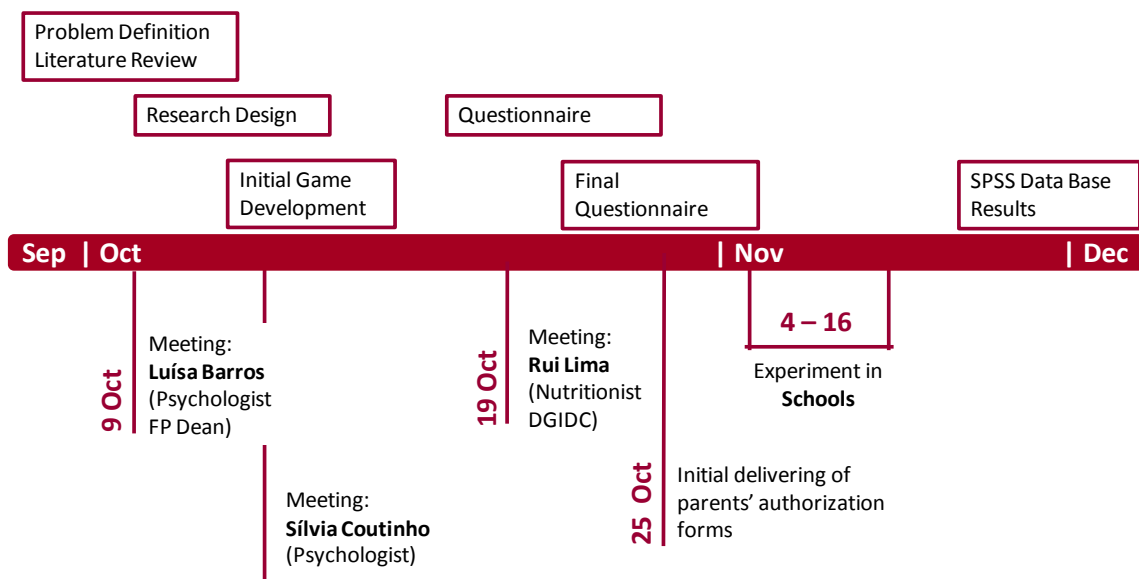 Problem Definition
Literature Review
Research Design
Questionnaire
Initial Game
Development
Final
Questionnaire
SPSS Data Base
Results
Sep | Oct | Nov | Dec
9 Oct
Meeting:
Luísa Barros
(Psychologist
FP Dean)
Meeting:
Sílvia Coutinho
(Psychologist)
19 Oct
Meeting:
Rui Lima
(Nutritionist
DGIDC)
25 Oct
Initial delivering of
parents’ authorization
forms
4 – 16
Experiment in
Schools